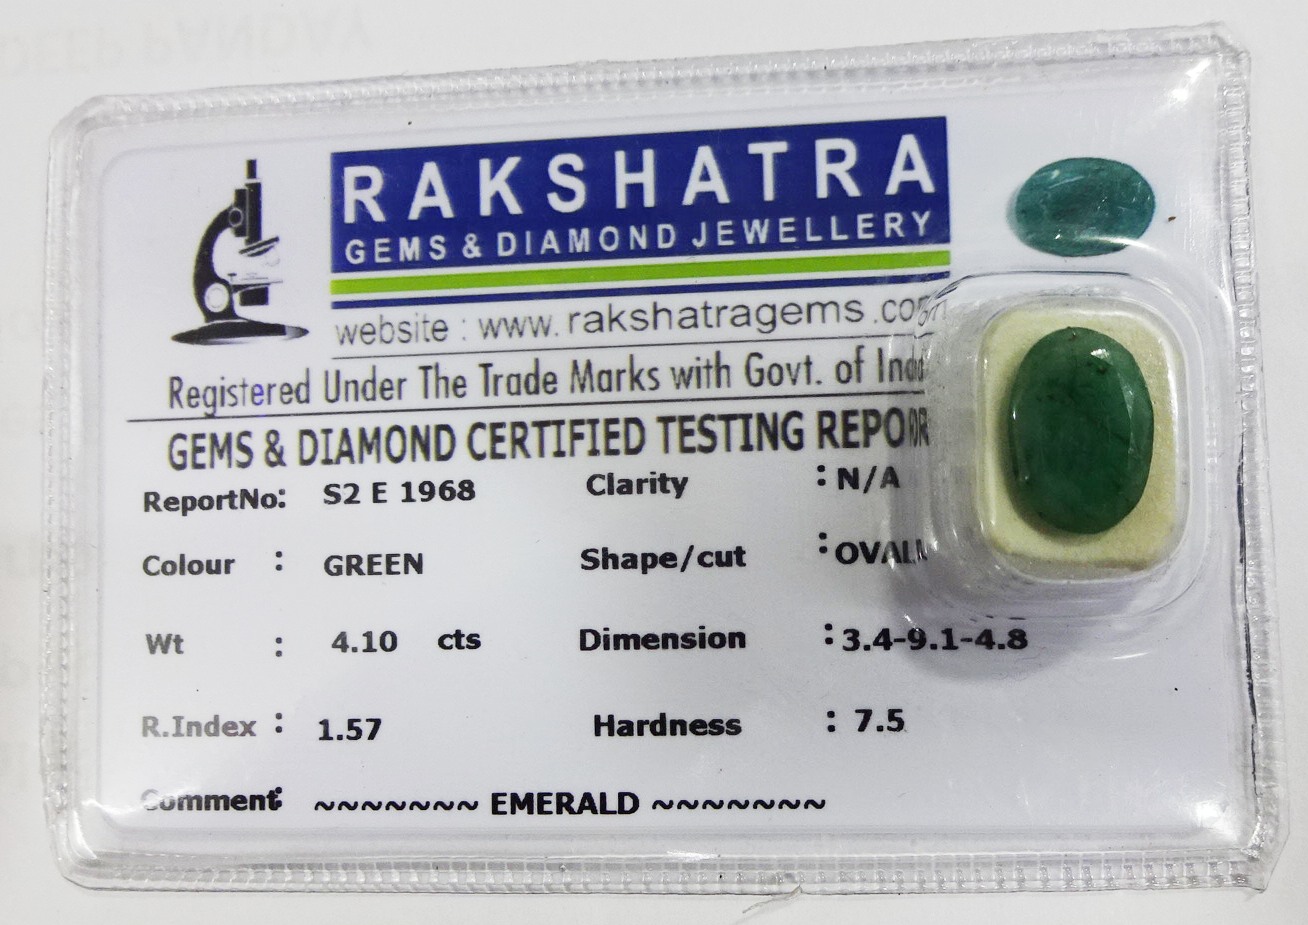 RAKSHATRA
GEMS & DIAMOND JEWELLERY
website : www. rakshatragems .com
Registered Under The Trade Marks with Govt. of
GEMS & DIAMOND CERTIFIED TESTING
ReportNo: S2 E 1968 Clarity : N/A
Colour : GREEN Shape/cut : OVAL
Wt : 4.10 cts Dimension : 3.4-9.1-4.8
R.Index : 1.57 Hardness : 7.5
Comment: ~~~~~~~ EMERALD ~~~~~~~